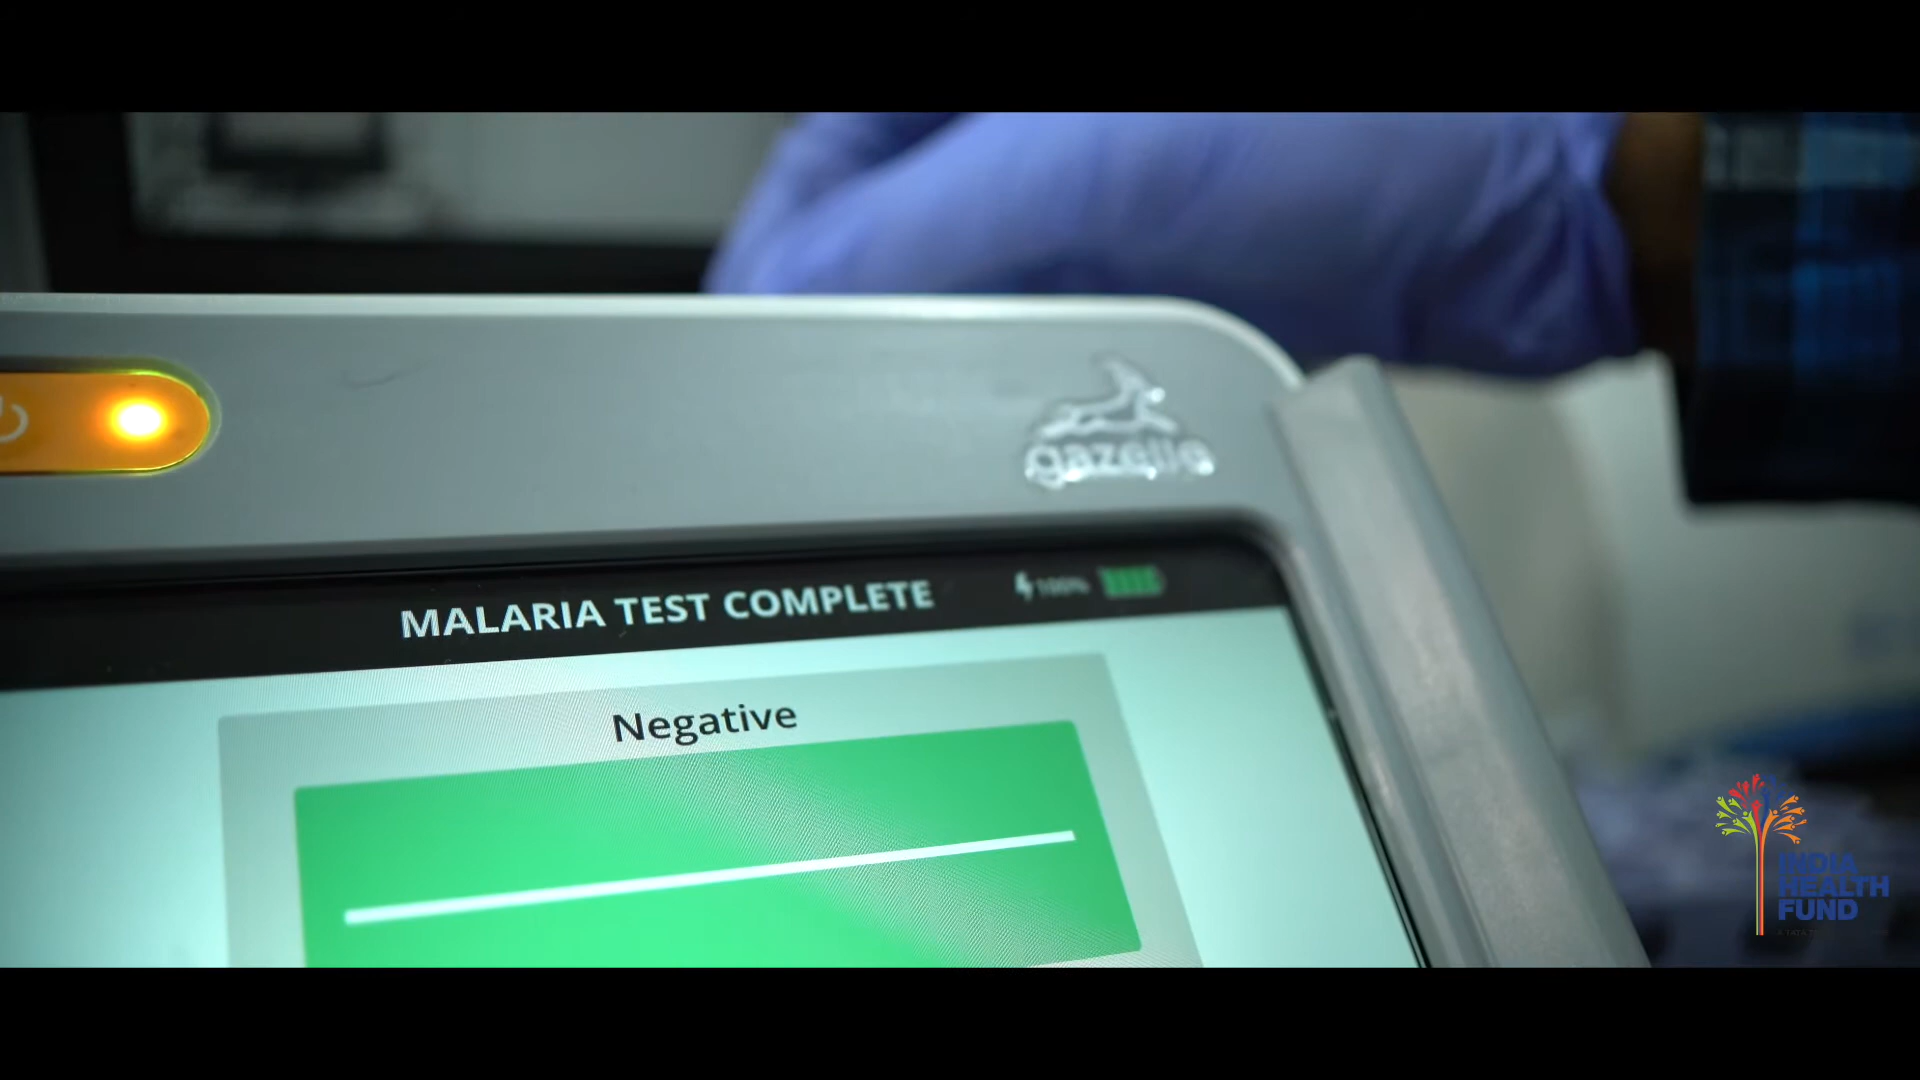 gazelle
MALARIA TEST COMPLETE
100%
Negative
INDIA
HEALTH
FUND